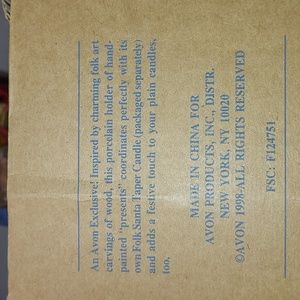 An Avon Exclusive: Inspired by charming folk art
carvings of wood, this porcelain holder of hand-
painted "presents" coordinates perfectly with its
own Folk Santa Taper Candle (packaged separately)
and adds a festive touch to your plain candles,
too.
MADE IN CHINA FOR
AVON PRODUCTS, INC., DISTR.
NEW YORK, NY 10020
©AVON 1998-ALL RIGHTS RESERVED
FSC: F124751